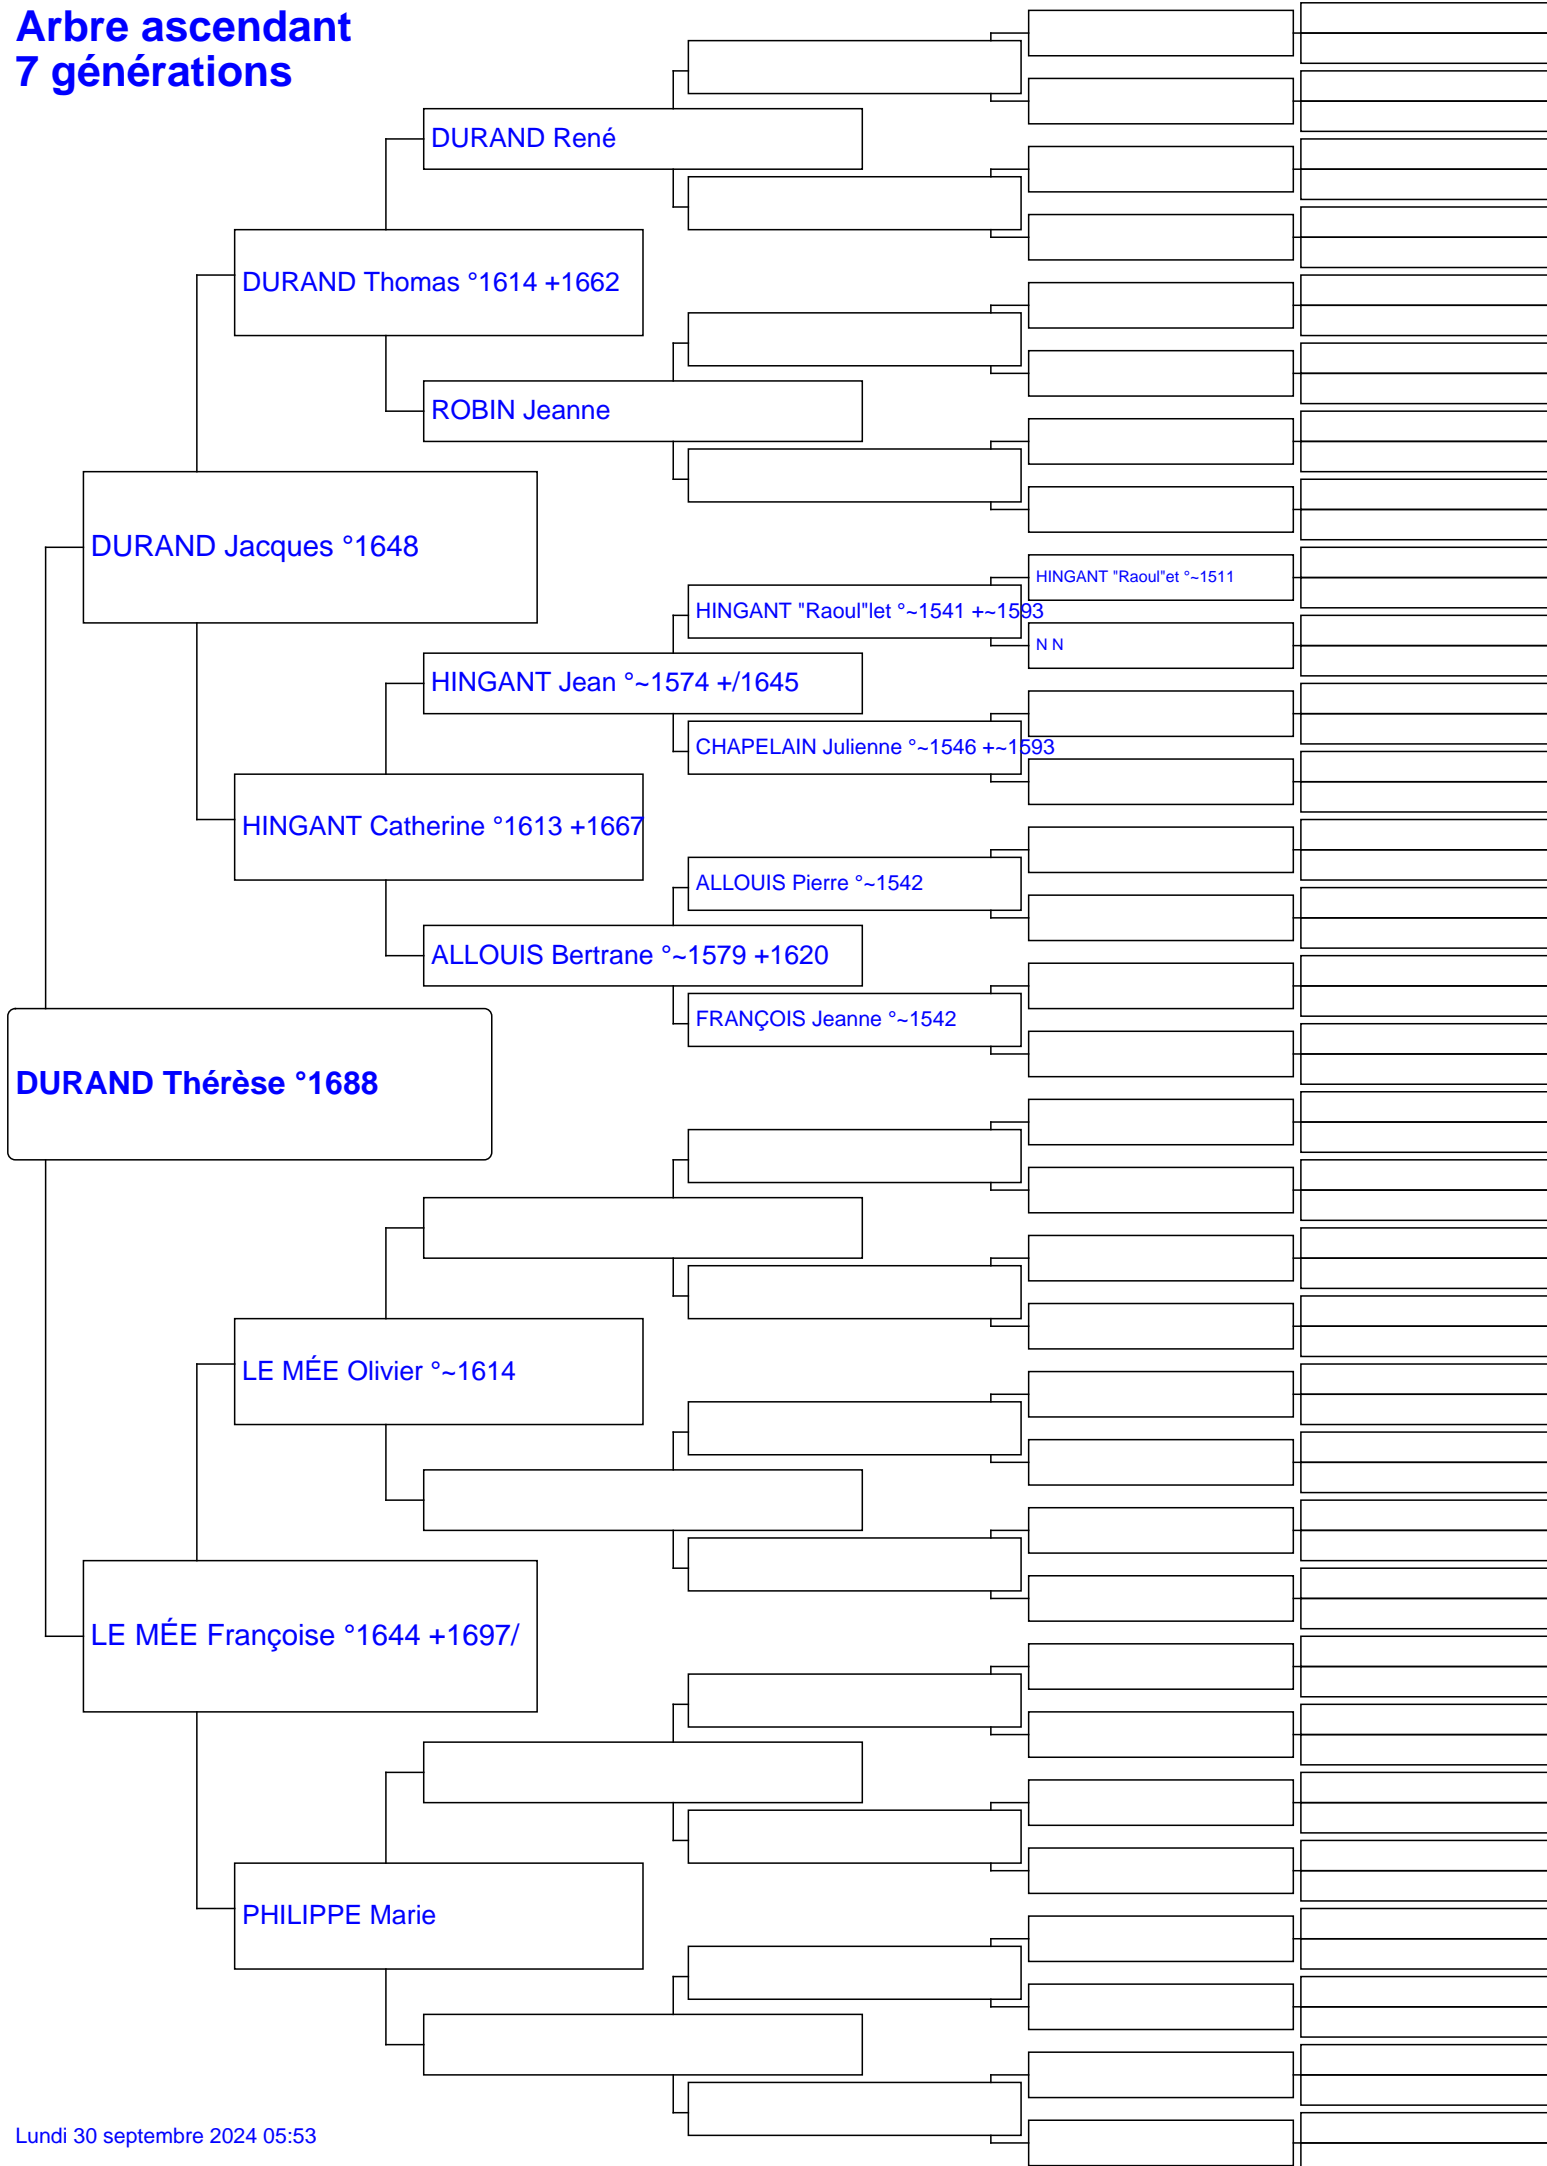 Arbre ascendant
7 générations
DURAND René
DURAND Thomas °1614 +1662
ROBIN Jeanne
DURAND Jacques °1648
HINGANT "Raoul"et °~1511
HINGANT "Raoul"let °~1541 +~1593
N N
HINGANT Jean °~1574 +/1645
CHAPELAIN Julienne °~1546 +~1593
HINGANT Catherine °1613 +1667
ALLOUIS Pierre °~1542
ALLOUIS Bertrane °~1579 +1620
FRANÇOIS Jeanne °~1542
DURAND Thérèse °1688
LE MÉE Olivier °~1614
LE MÉE Françoise °1644 +1697/
PHILIPPE Marie
Lundi 30 septembre 2024 05:53